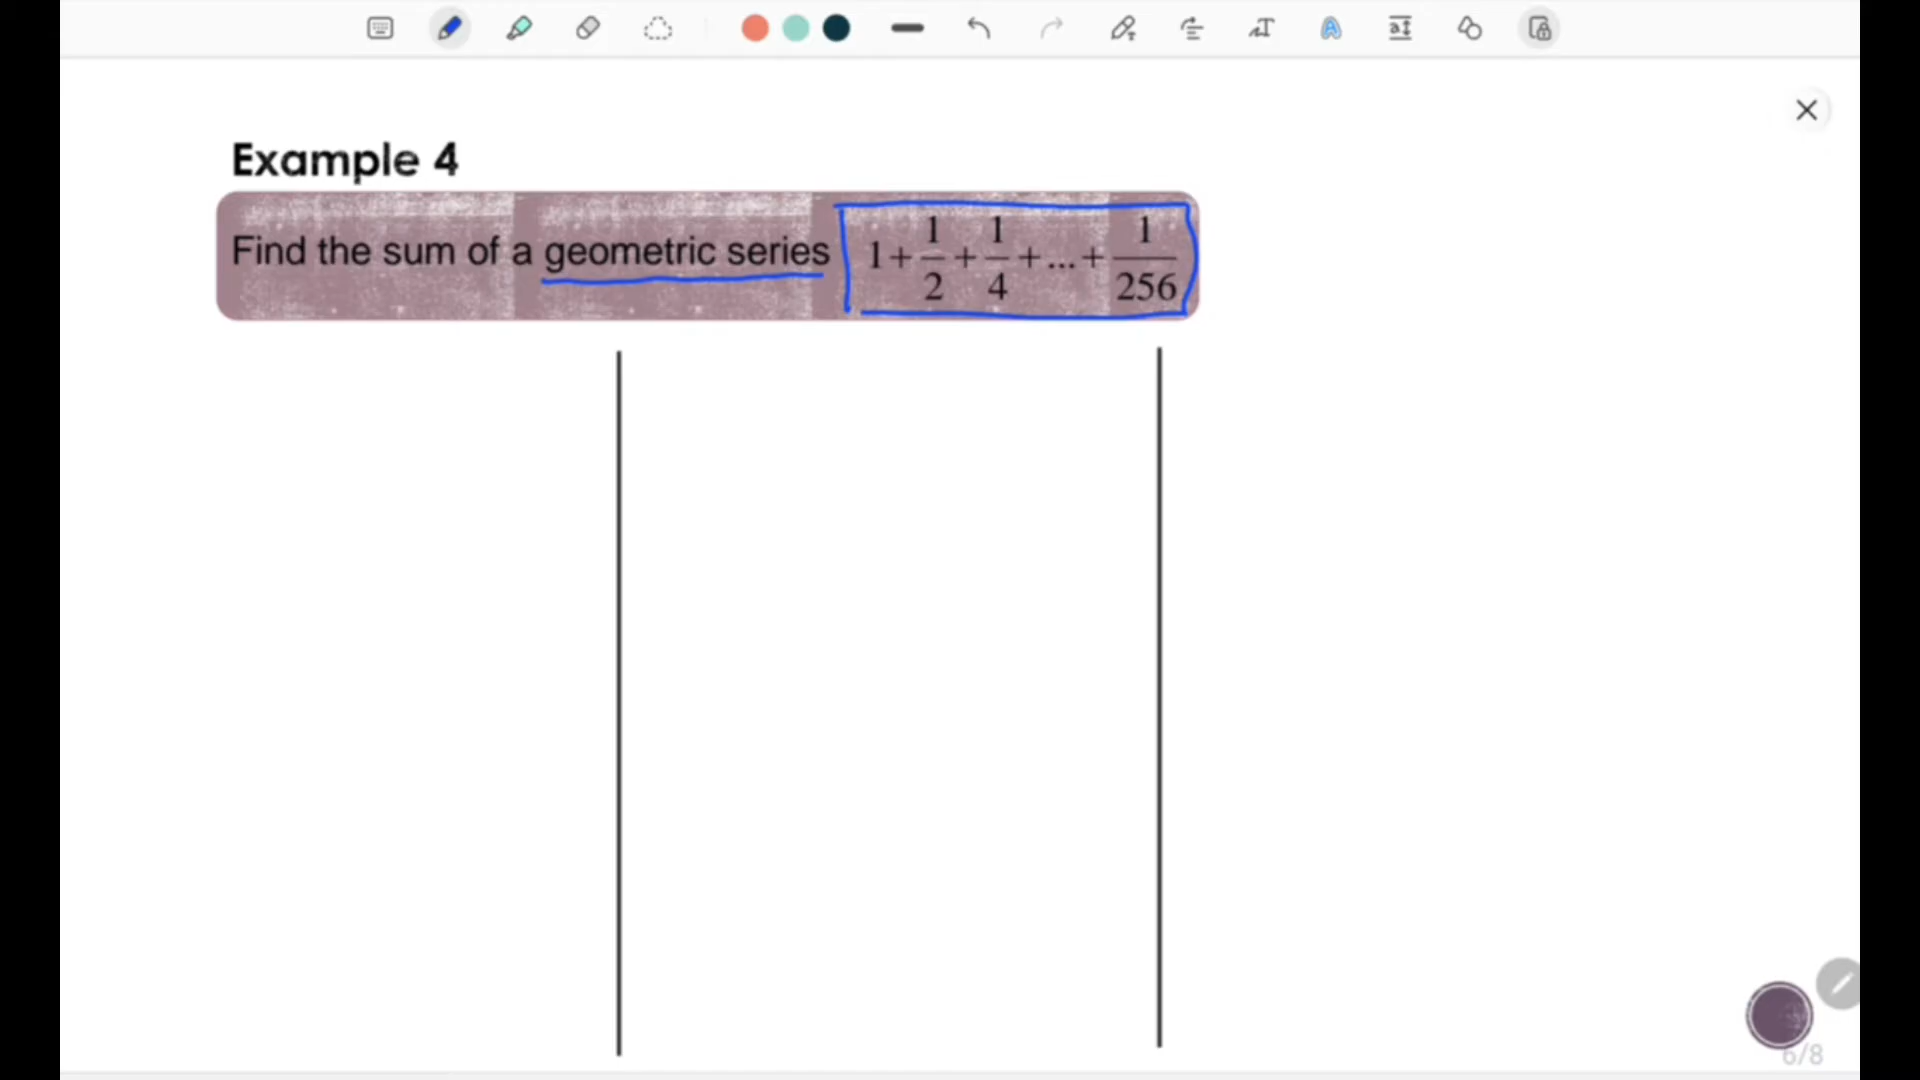 Example 4
Find the sum of a geometric series 1 + 1/2 + 1/4 + ... + 1/256
6/8